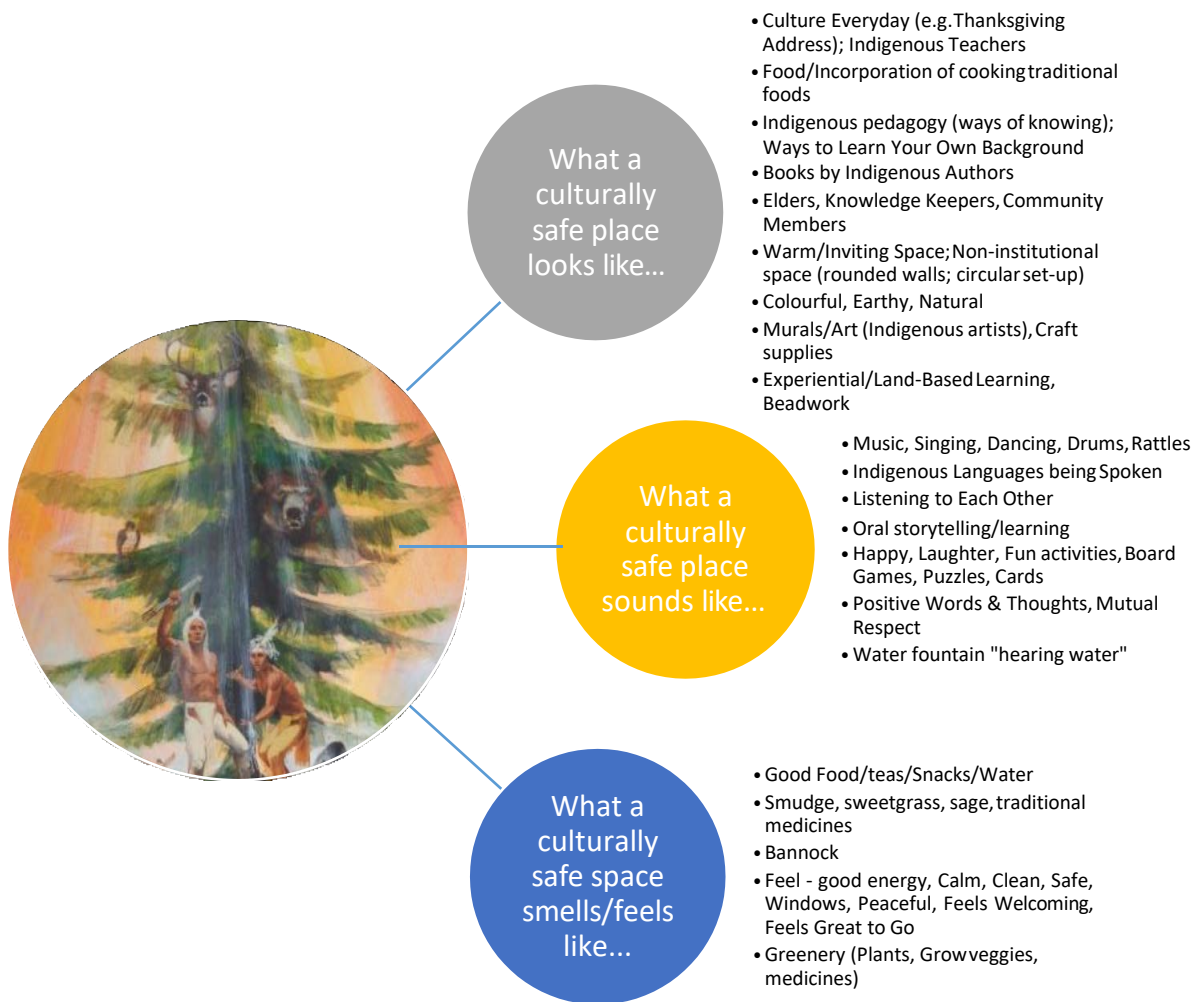 What a
culturally
safe place
looks like...
• Culture Everyday (e.g.Thanksgiving
Address); Indigenous Teachers
• Food/Incorporation of cooking traditional
foods
• Indigenous pedagogy (ways of knowing);
Ways to Learn Your Own Background
• Books by Indigenous Authors
• Elders, Knowledge Keepers, Community
Members
• Warm/Inviting Space; Non-institutional
space (rounded walls; circular set-up)
• Colourful, Earthy, Natural
• Murals/Art (Indigenous artists), Craft
supplies
• Experiential/Land-Based Learning,
Beadwork
What a
culturally
safe place
sounds like...
• Music, Singing, Dancing, Drums, Rattles
• Indigenous Languages being Spoken
• Listening to Each Other
• Oral storytelling/learning
• Happy, Laughter, Fun activities, Board
Games, Puzzles, Cards
• Positive Words & Thoughts, Mutual
Respect
• Water fountain "hearing water"
What a
culturally
safe space
smells/feels
like...
• Good Food/teas/Snacks/Water
• Smudge, sweetgrass, sage, traditional
medicines
• Bannock
• Feel - good energy, Calm, Clean, Safe,
Windows, Peaceful, Feels Welcoming,
Feels Great to Go
• Greenery (Plants, Grow veggies,
medicines)